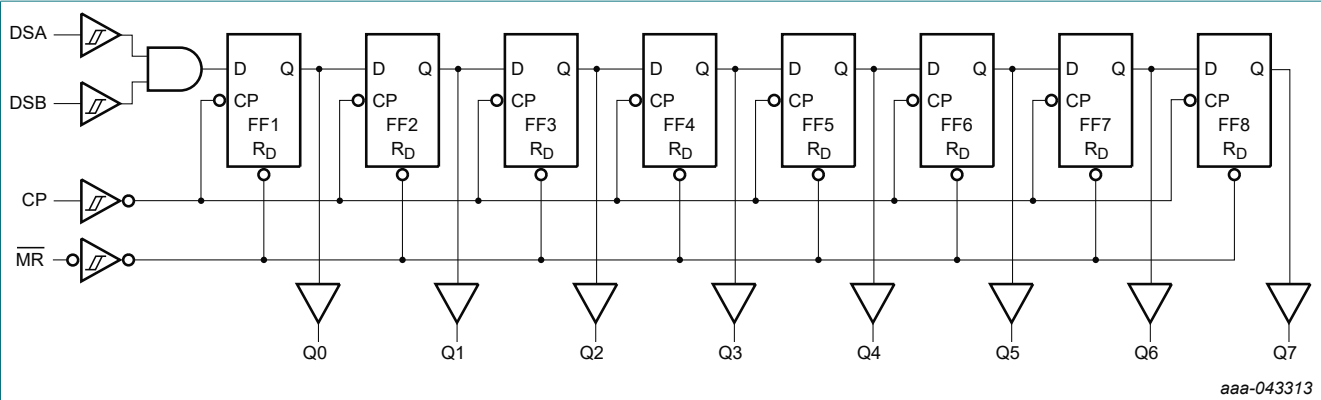 DSA
DSB
CP
M̅R̅
D Q
CP
FF1
RD
D Q
CP
FF2
RD
D Q
CP
FF3
RD
D Q
CP
FF4
RD
D Q
CP
FF5
RD
D Q
CP
FF6
RD
D Q
CP
FF7
RD
D Q
CP
FF8
RD
Q0 Q1 Q2 Q3 Q4 Q5 Q6 Q7
aaa-043313